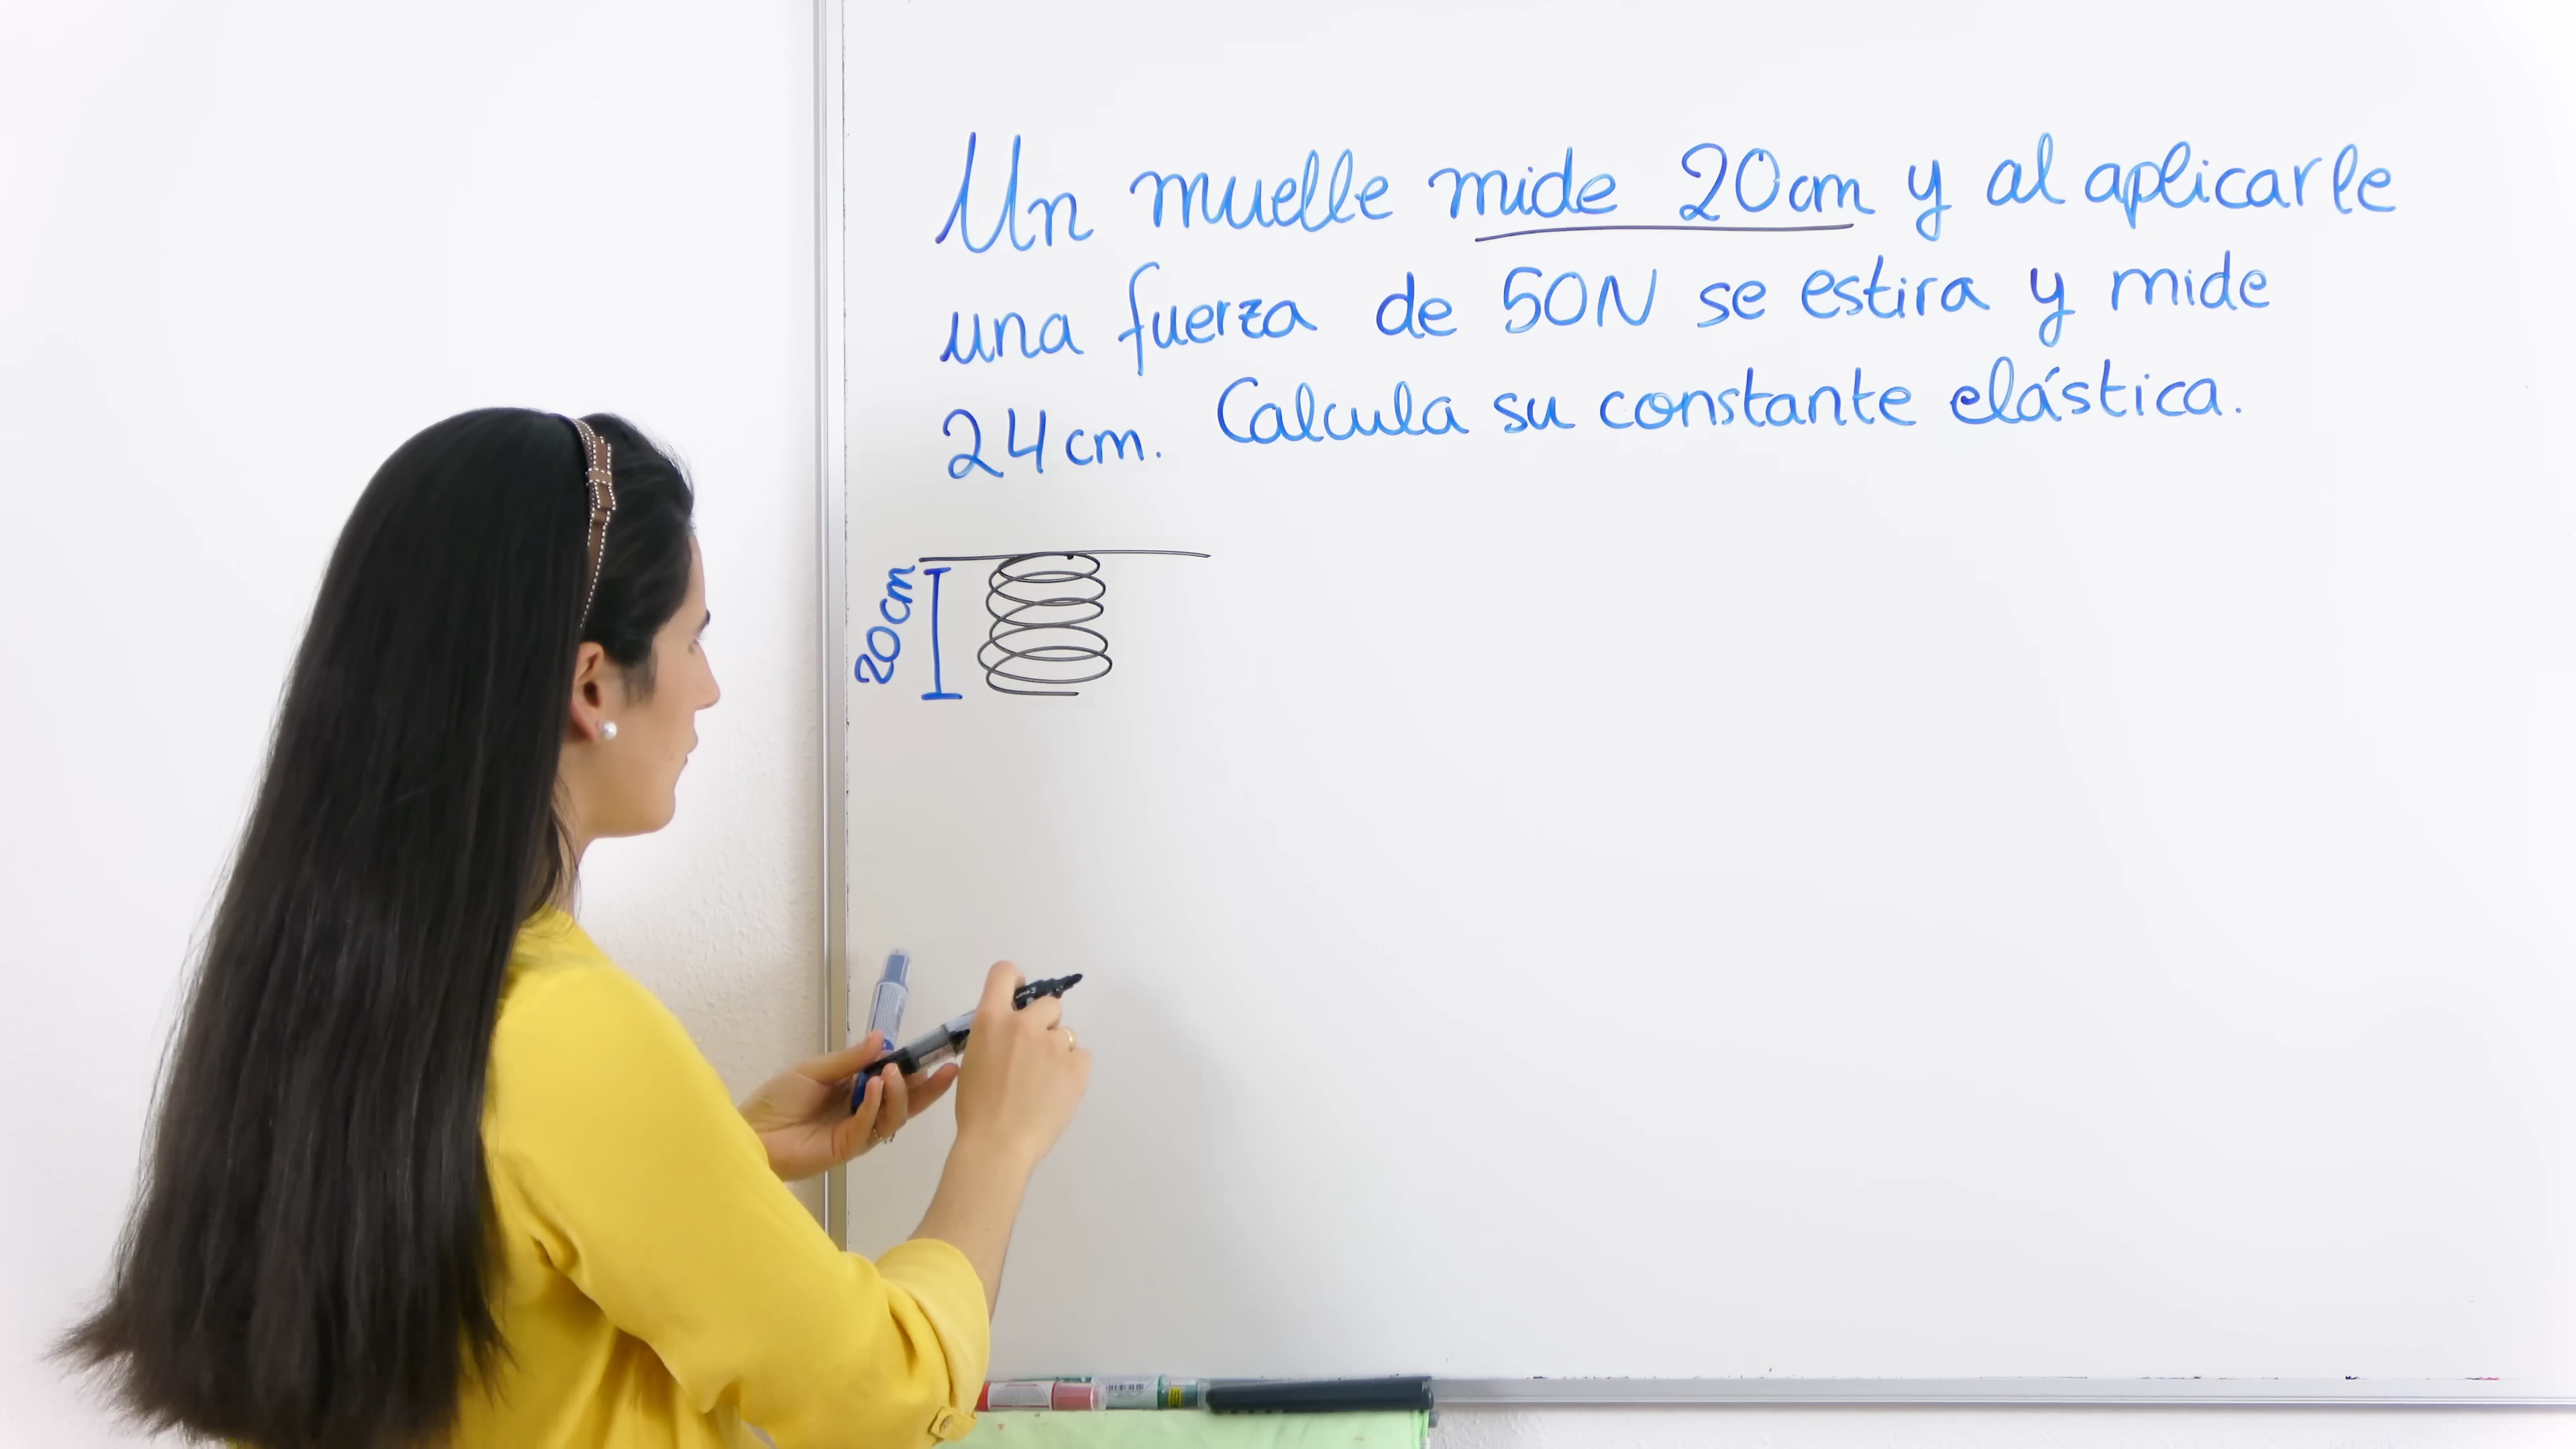 Un muelle mide 20cm y al aplicarle
una fuerza de 50N se estira y mide
24cm. Calcula su constante elástica.
20cm